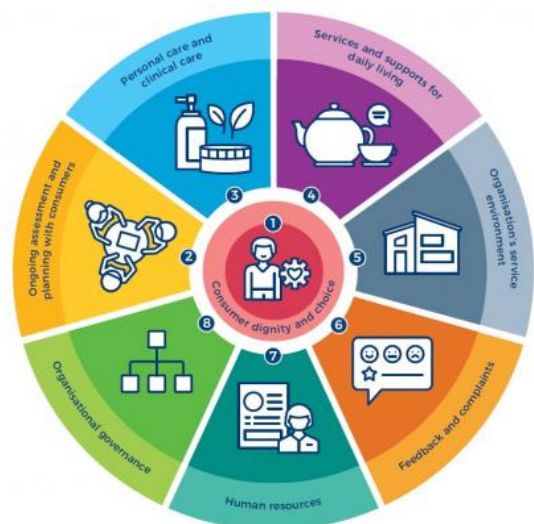 1
Consumer dignity and choice
2
Ongoing assessment and
planning with consumers
3
Personal care and
clinical care
4
Services and supports for
daily living
5
Organisation's service
environment
6
Feedback and complaints
7
Human resources
8
Organisational governance